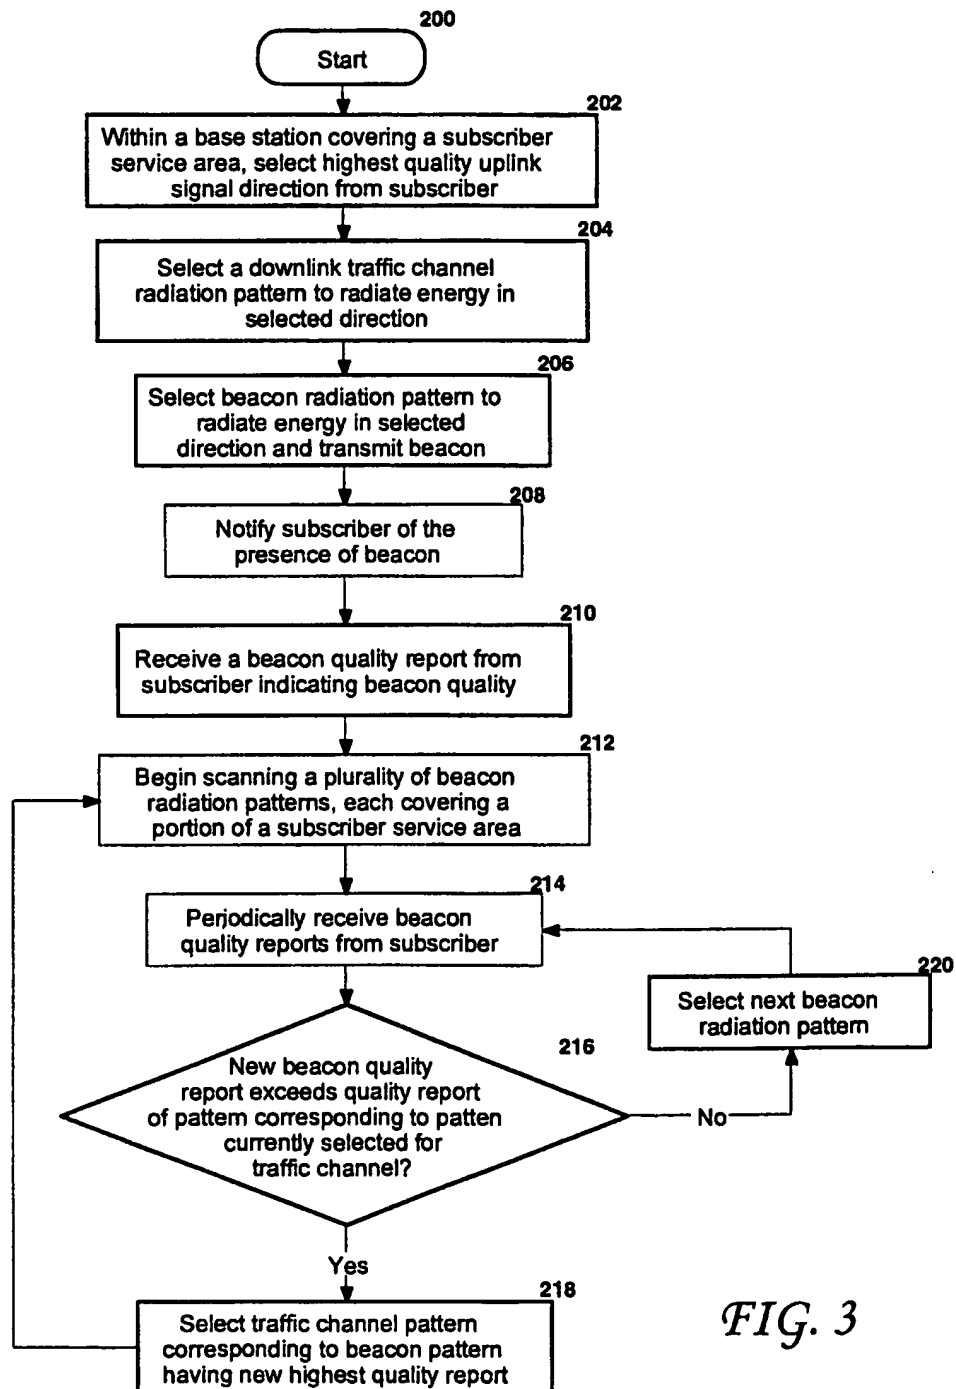 200
Start
202
Within a base station covering a subscriber
service area, select highest quality uplink
signal direction from subscriber
204
Select a downlink traffic channel
radiation pattern to radiate energy in
selected direction
206
Select beacon radiation pattern to
radiate energy in selected
direction and transmit beacon
208
Notify subscriber of the
presence of beacon
210
Receive a beacon quality report from
subscriber indicating beacon quality
212
Begin scanning a plurality of beacon
radiation patterns, each covering a
portion of a subscriber service area
214
Periodically receive beacon
quality reports from subscriber
220
Select next beacon
radiation pattern
216
New beacon quality
report exceeds quality report
of pattern corresponding to patten
currently selected for
traffic channel?
No
Yes
218
Select traffic channel pattern
corresponding to beacon pattern
having new highest quality report
FIG. 3